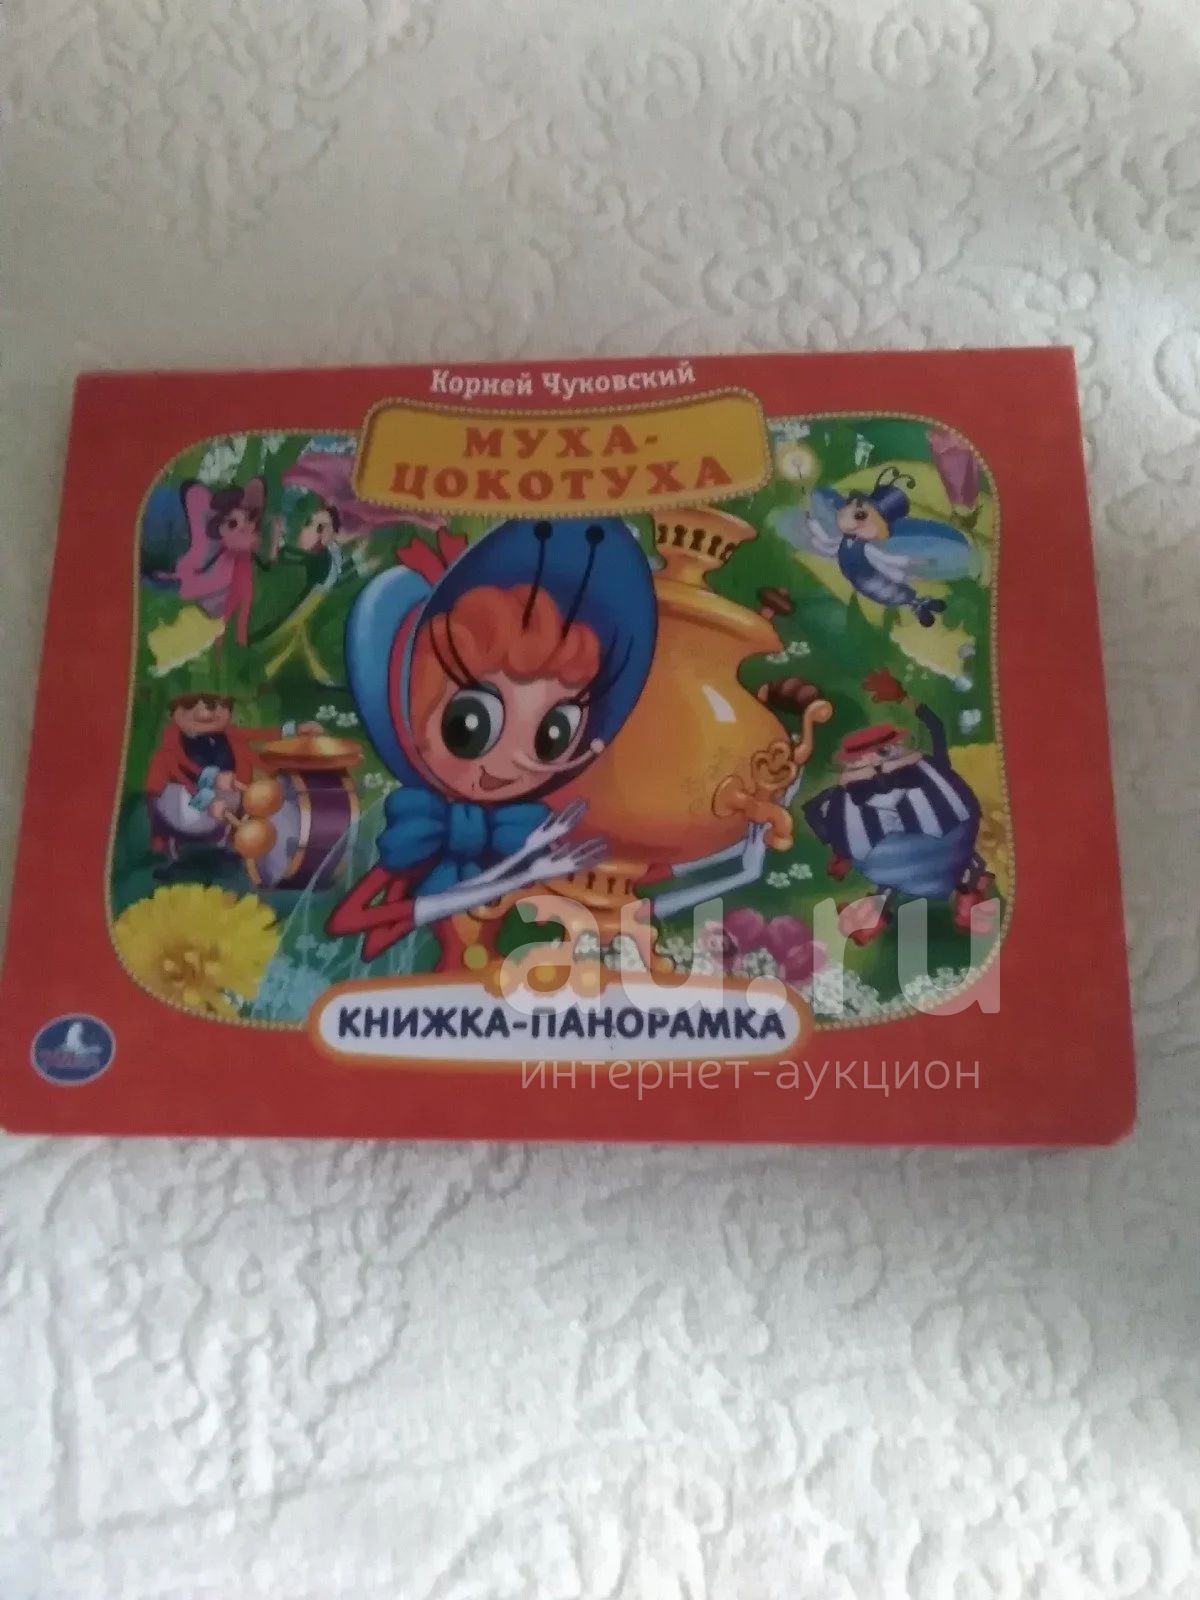 Корней Чуковский
МУХА-
ЦОКОТУХА
au.ru
КНИЖКА-ПАНОРАМКА
интернет-аукцион